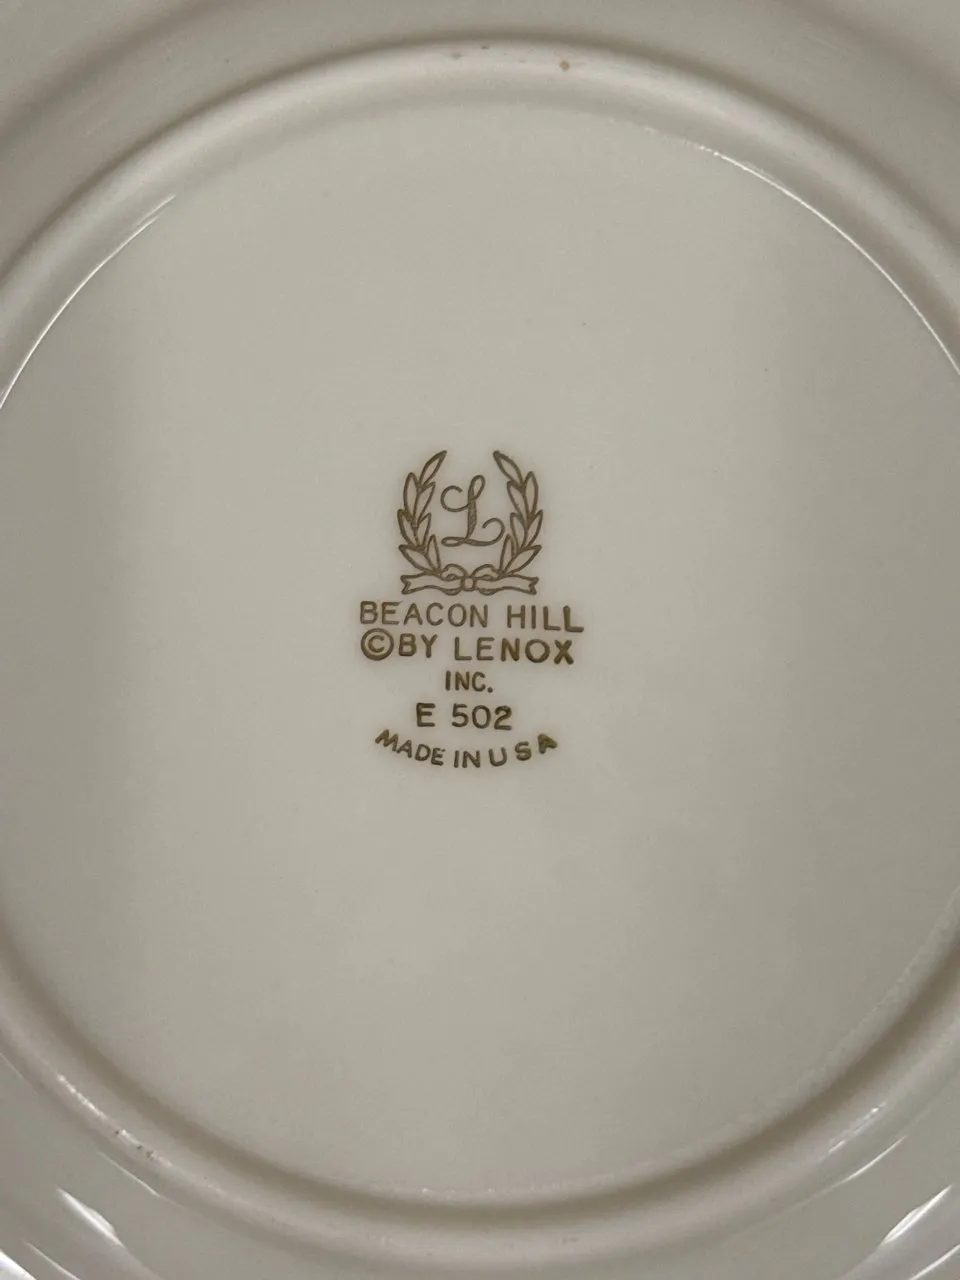 L
BEACON HILL
©BY LENOX
INC.
E 502
MADE IN USA